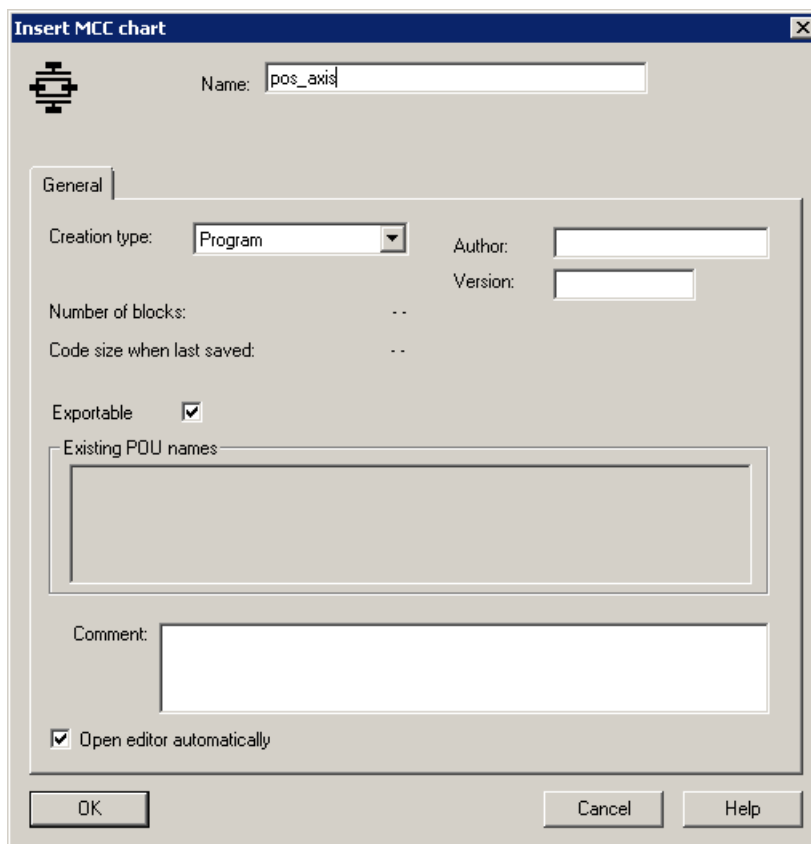 Insert MCC chart
Name: pos_axis
General
Creation type: Program
Author:
Version:
Number of blocks: - -
Code size when last saved: - -
Exportable
Existing POU names
Comment:
Open editor automatically
OK Cancel Help